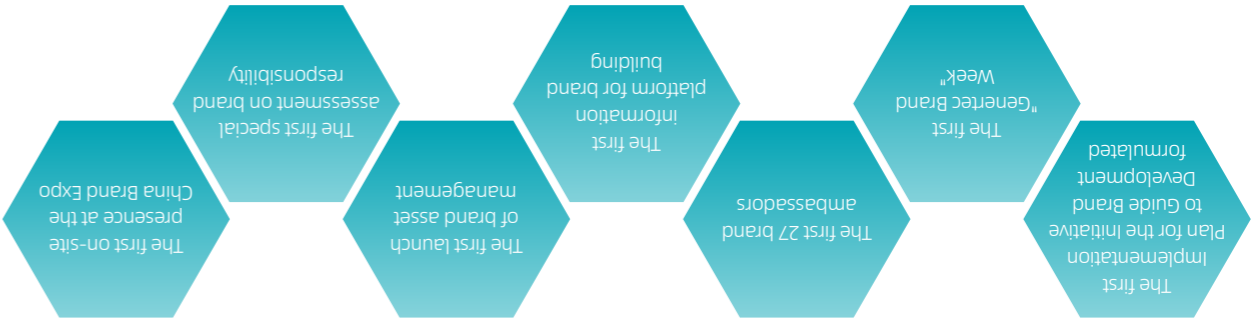 The first
Implementation
Plan for the Initiative
to Guide Brand
Development
formulated
The first
"Genertec Brand
Week"
The first 27 brand
ambassadors
The first
information
platform for brand
building
The first launch
of brand asset
management
The first special
assessment on brand
responsibility
The first on-site
presence at the
China Brand Expo